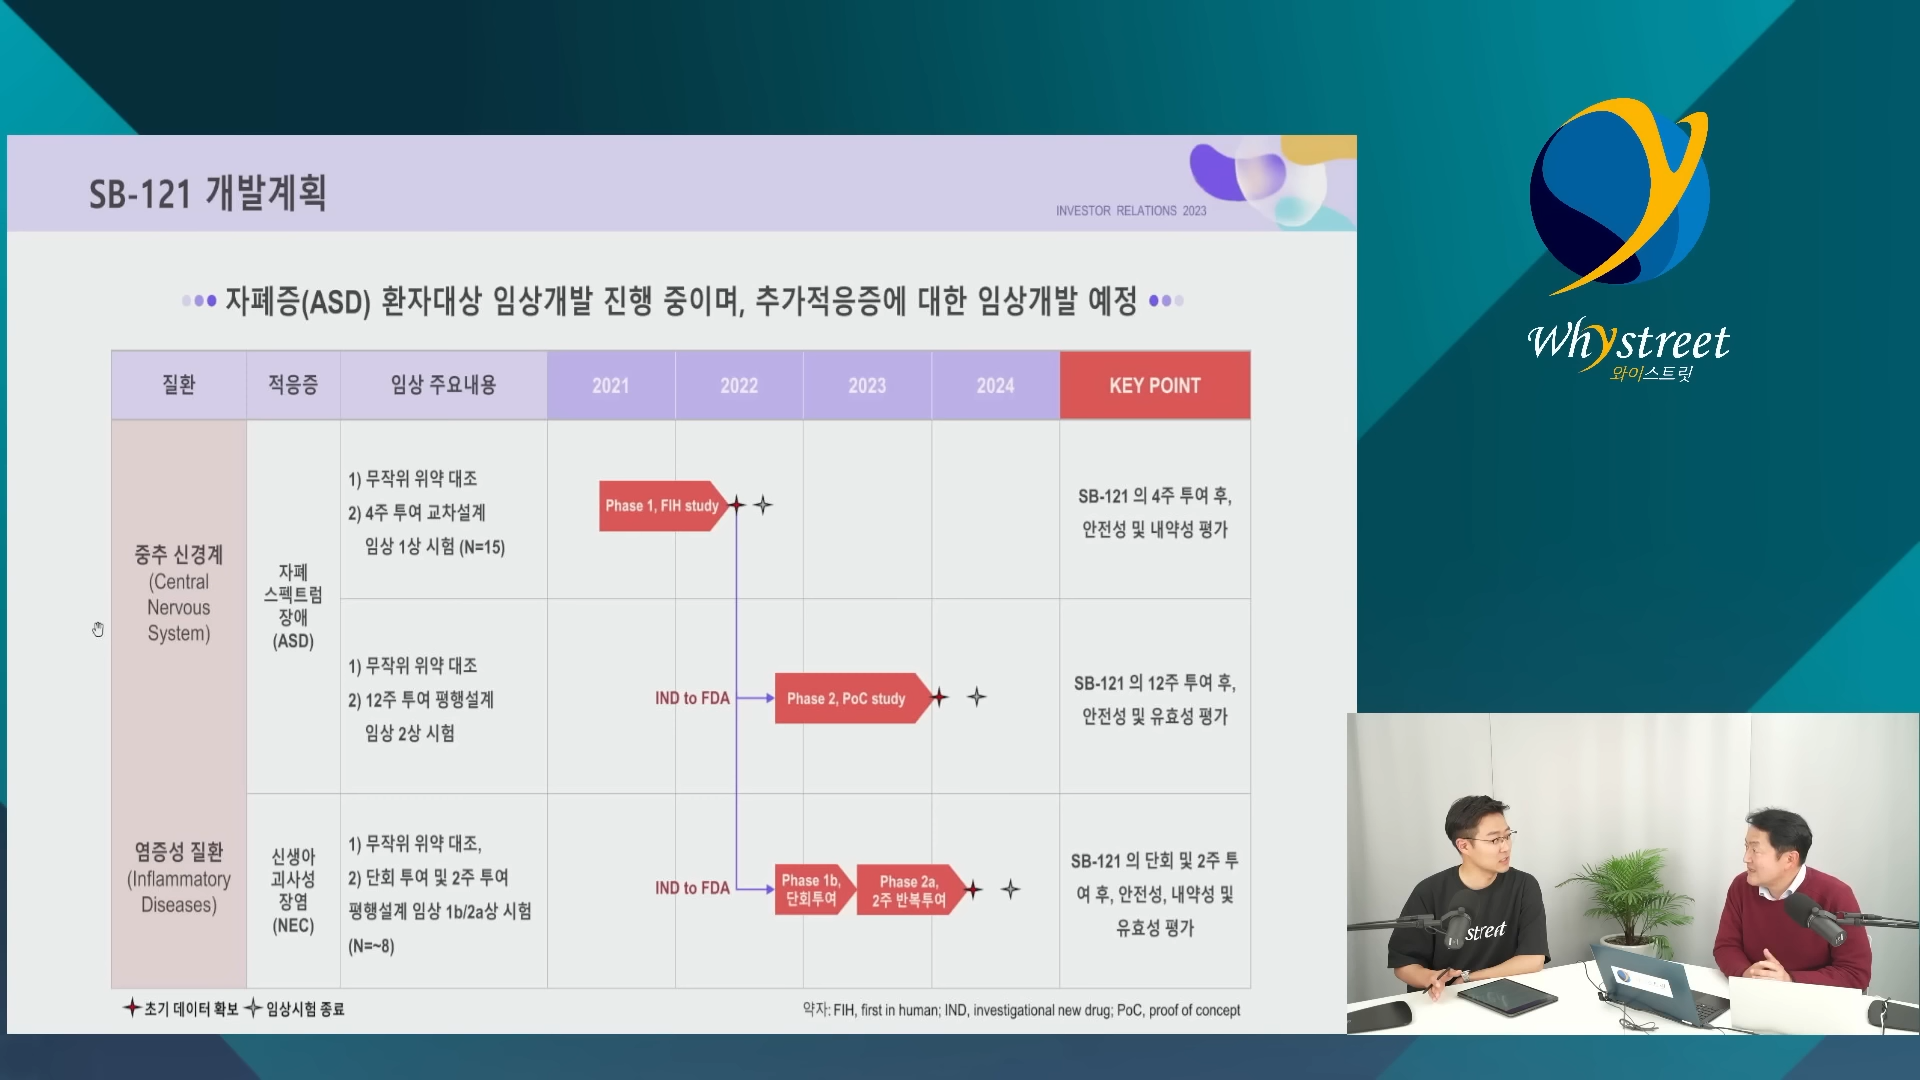 SB-121 개발계획
INVESTOR RELATIONS 2023
자폐증(ASD) 환자대상 임상개발 진행 중이며, 추가적응증에 대한 임상개발 예정
질환
적응증
임상 주요내용
2021
2022
2023
2024
KEY POINT
중추 신경계
(Central
Nervous
System)
자폐
스펙트럼
장애
(ASD)
1) 무작위 위약 대조
2) 4주 투여 교차설계
임상 1상 시험 (N=15)
Phase 1, FIH study
SB-121 의 4주 투여 후,
안전성 및 내약성 평가
1) 무작위 위약 대조
2) 12주 투여 평행설계
임상 2상 시험
IND to FDA
Phase 2, PoC study
SB-121 의 12주 투여 후,
안전성 및 유효성 평가
염증성 질환
(Inflammatory
Diseases)
신생아
괴사성
장염
(NEC)
1) 무작위 위약 대조,
2) 단회 투여 및 2주 투여
평행설계 임상 1b/2a상 시험
(N=~8)
IND to FDA
Phase 1b,
단회투여
Phase 2a,
2주 반복투여
SB-121 의 단회 및 2주 투
여 후, 안전성, 내약성 및
유효성 평가
초기 데이터 확보 임상시험 종료
약자: FIH, first in human; IND, investigational new drug; PoC, proof of concept
Whystreet
와이스트릿
street